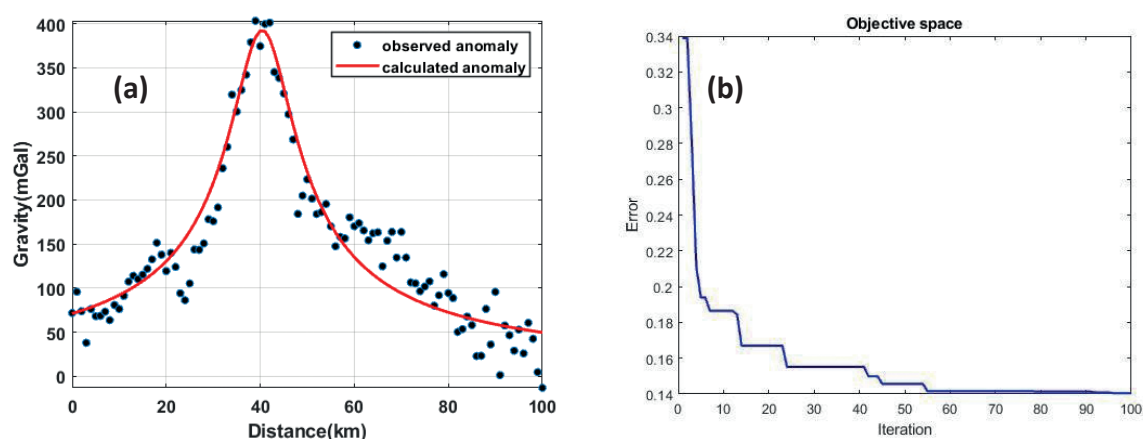 (a)
observed anomaly
calculated anomaly
Gravity(mGal)
400
350
300
250
200
150
100
50
0
0 20 40 60 80 100
Distance(km)
Objective space
(b)
Error
0.34
0.3
0.28
0.26
0.24
0.22
0.2
0.18
0.16
0.14
0 10 20 30 40 50 60 70 80 90 100
Iteration